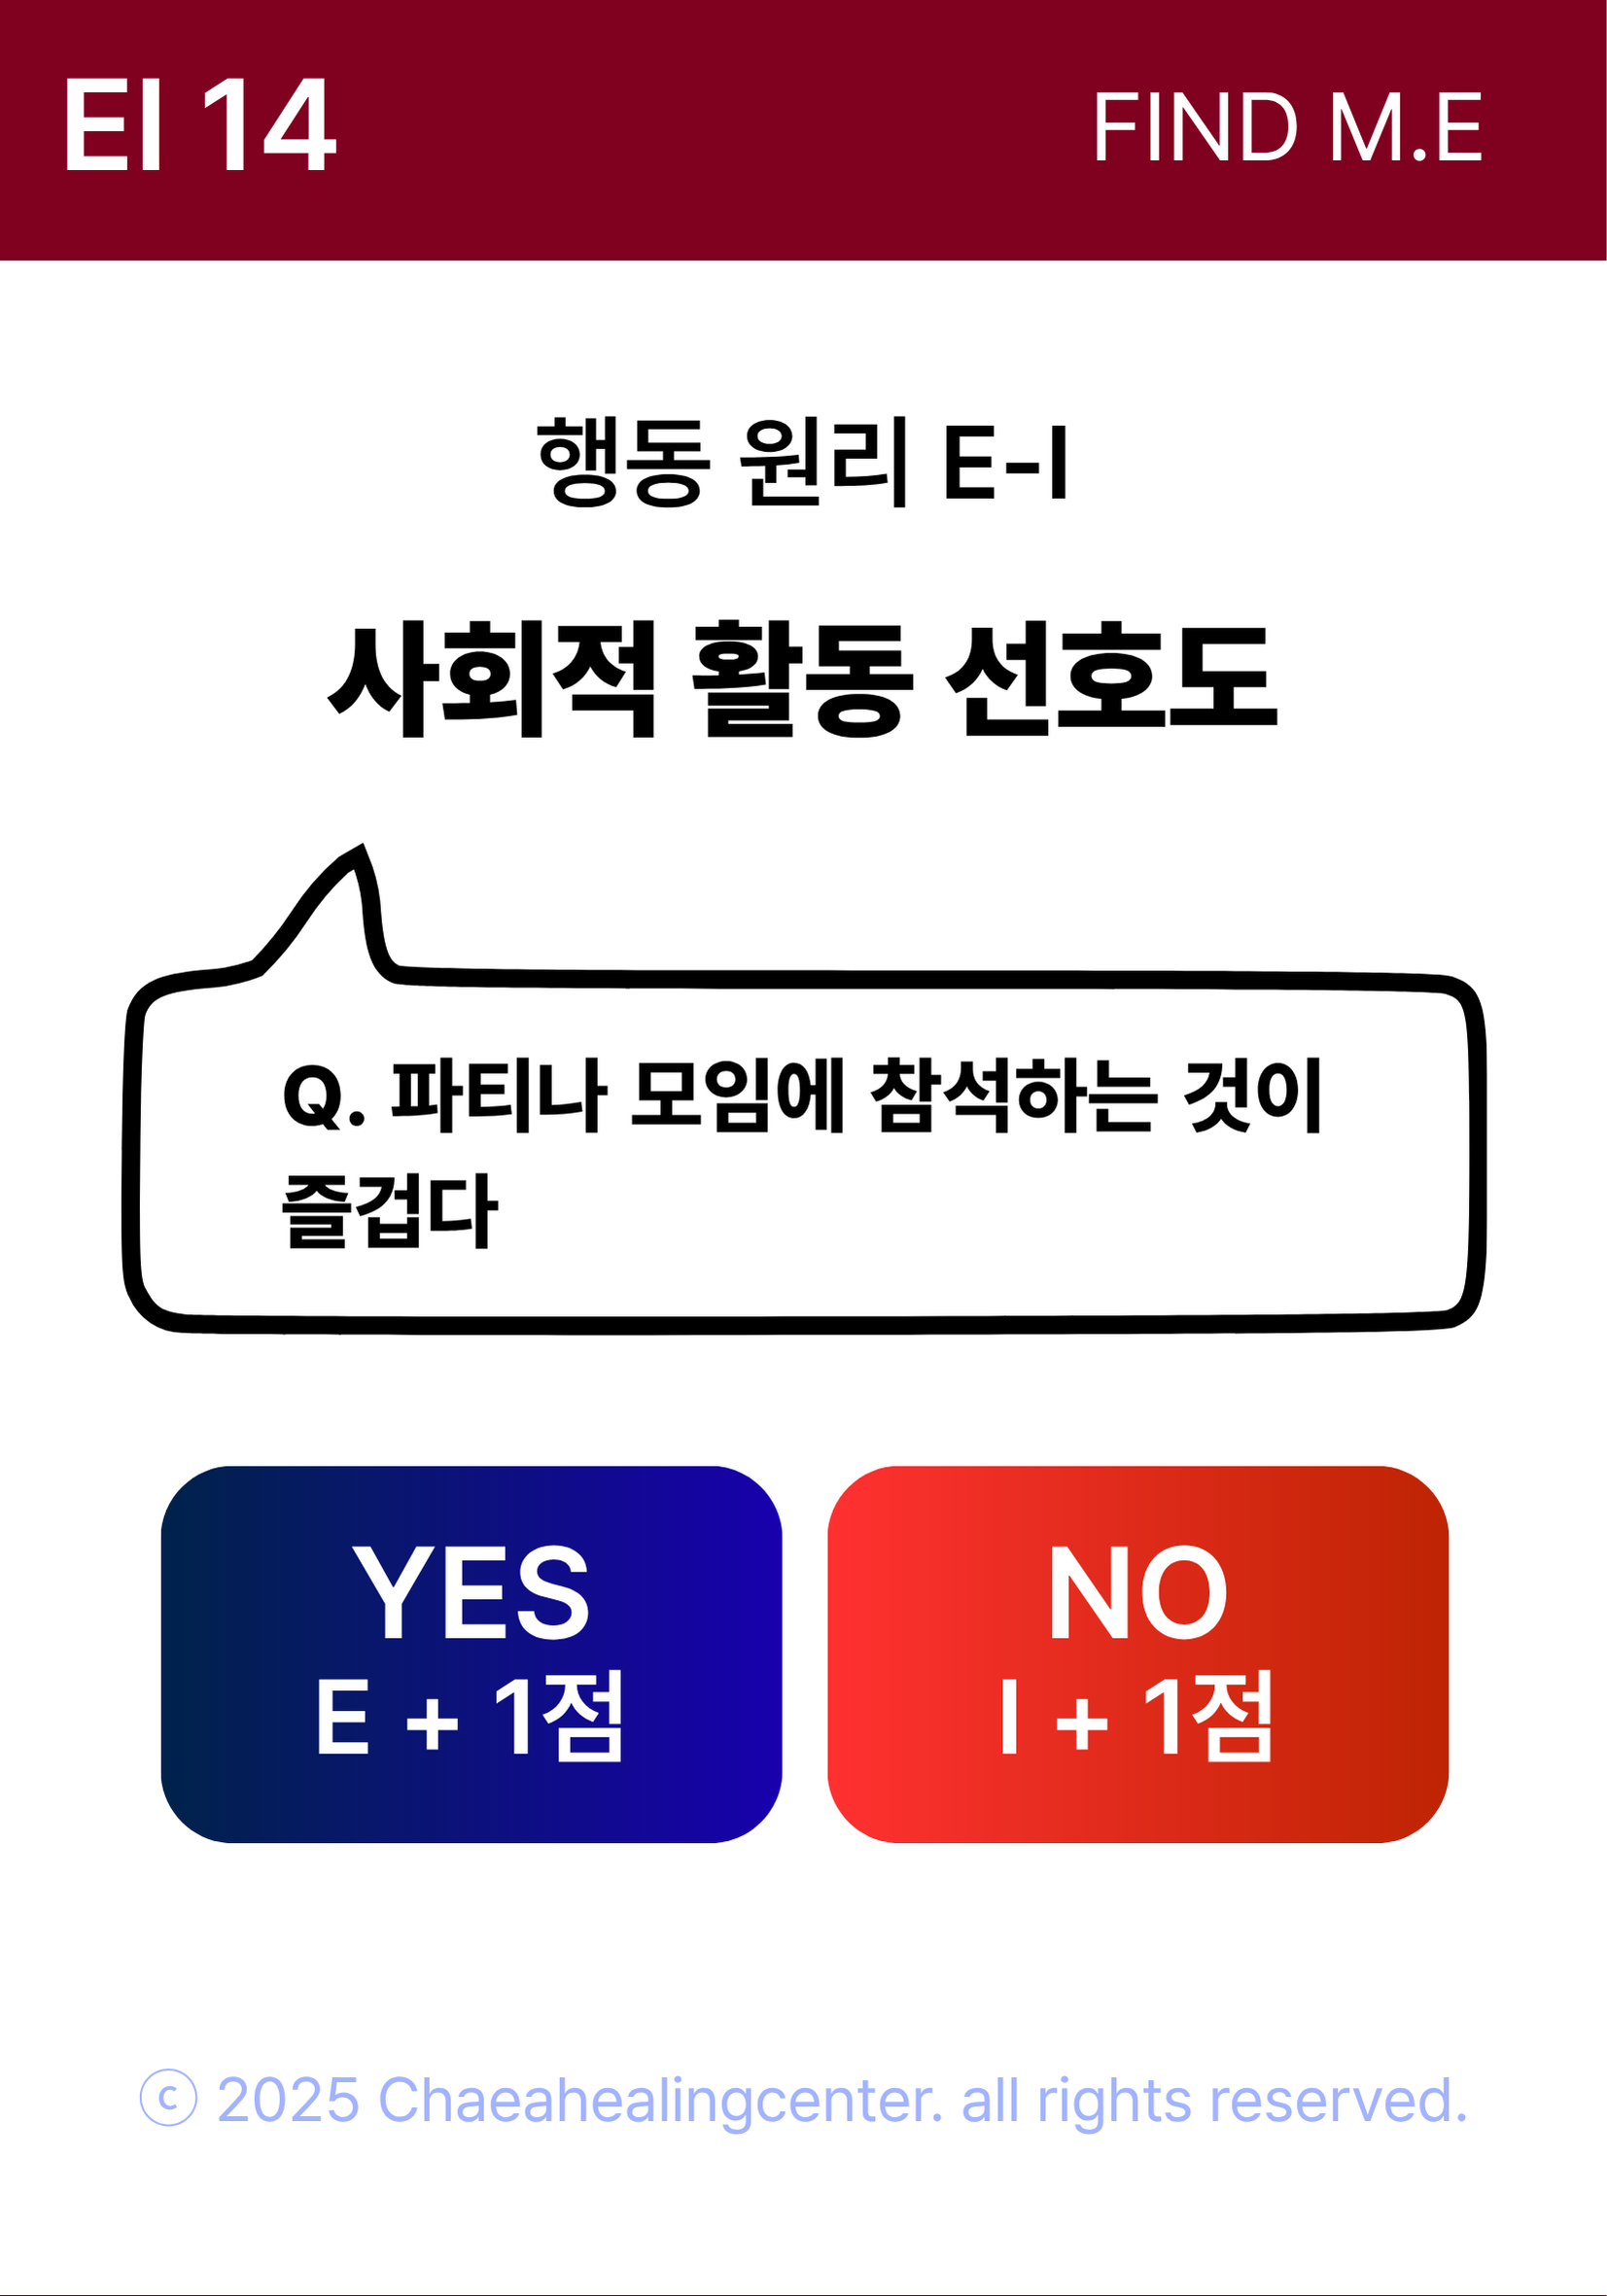 EI 14
FIND M.E
행동 원리 E-I
사회적 활동 선호도
Q. 파티나 모임에 참석하는 것이
즐겁다
YES
E + 1점
NO
I + 1점
© 2025 Chaeahealingcenter. all rights reserved.